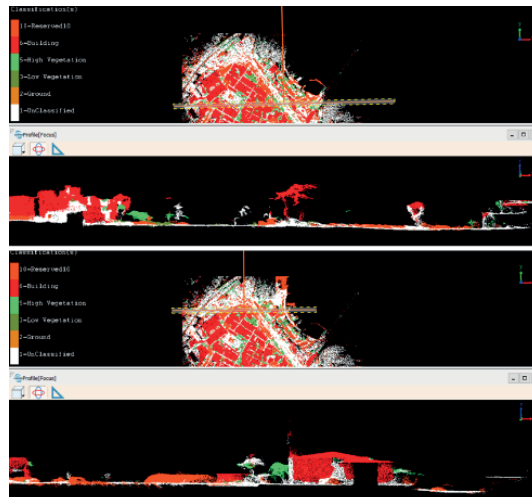 Classification(s)
10-Reserved10
6-Building
5-High Vegetation
3-Low Vegetation
2-Ground
1-UnClassified
Profile[Focus]
Classification(s)
10-Reserved10
6-Building
5-High Vegetation
3-Low Vegetation
2-Ground
1-UnClassified
Profile[Focus]